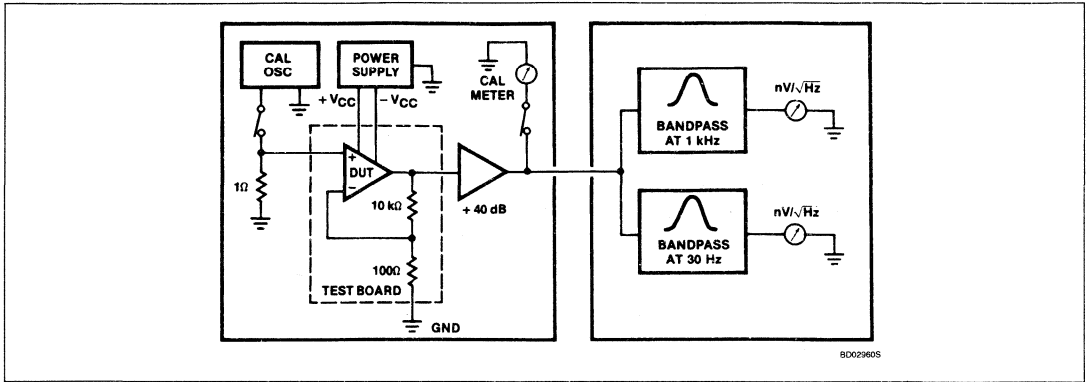 CAL
OSC
POWER
SUPPLY
+ VCC
− VCC
CAL
METER
1Ω
+
DUT
−
10 kΩ
100Ω
TEST BOARD
GND
+ 40 dB
BANDPASS
AT 1 kHz
nV/√Hz
BANDPASS
AT 30 Hz
nV/√Hz
BD02960S